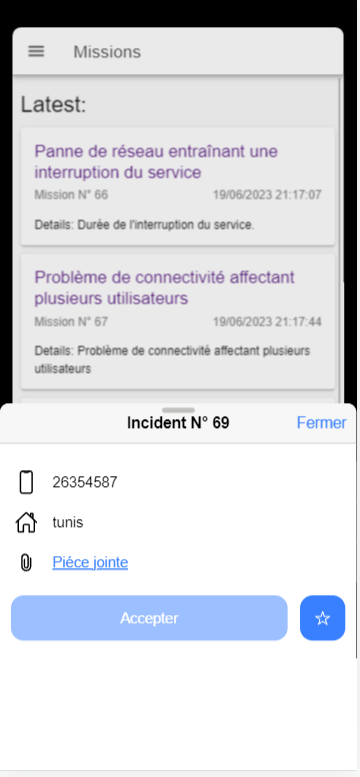 Missions
Latest:
Panne de réseau entraînant une
interruption du service
Mission N° 66 19/06/2023 21:17:07
Details: Durée de l'interruption du service.
Problème de connectivité affectant
plusieurs utilisateurs
Mission N° 67 19/06/2023 21:17:44
Details: Problème de connectivité affectant plusieurs
utilisateurs
Incident N° 69 Fermer
26354587
tunis
Piéce jointe
Accepter